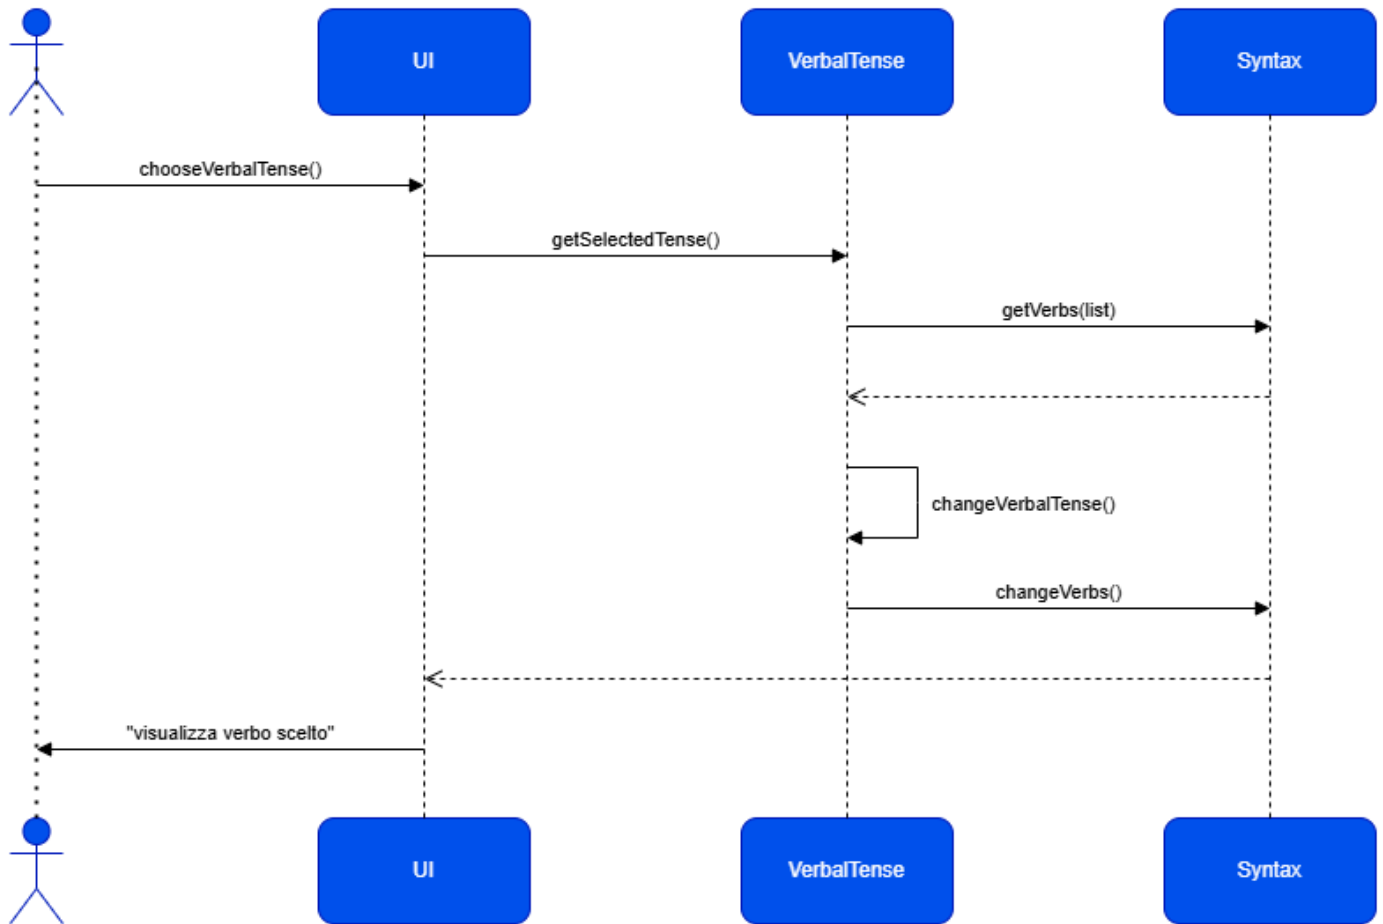 UI
VerbalTense
Syntax
chooseVerbalTense()
getSelectedTense()
getVerbs(list)
changeVerbalTense()
changeVerbs()
"visualizza verbo scelto"
UI
VerbalTense
Syntax